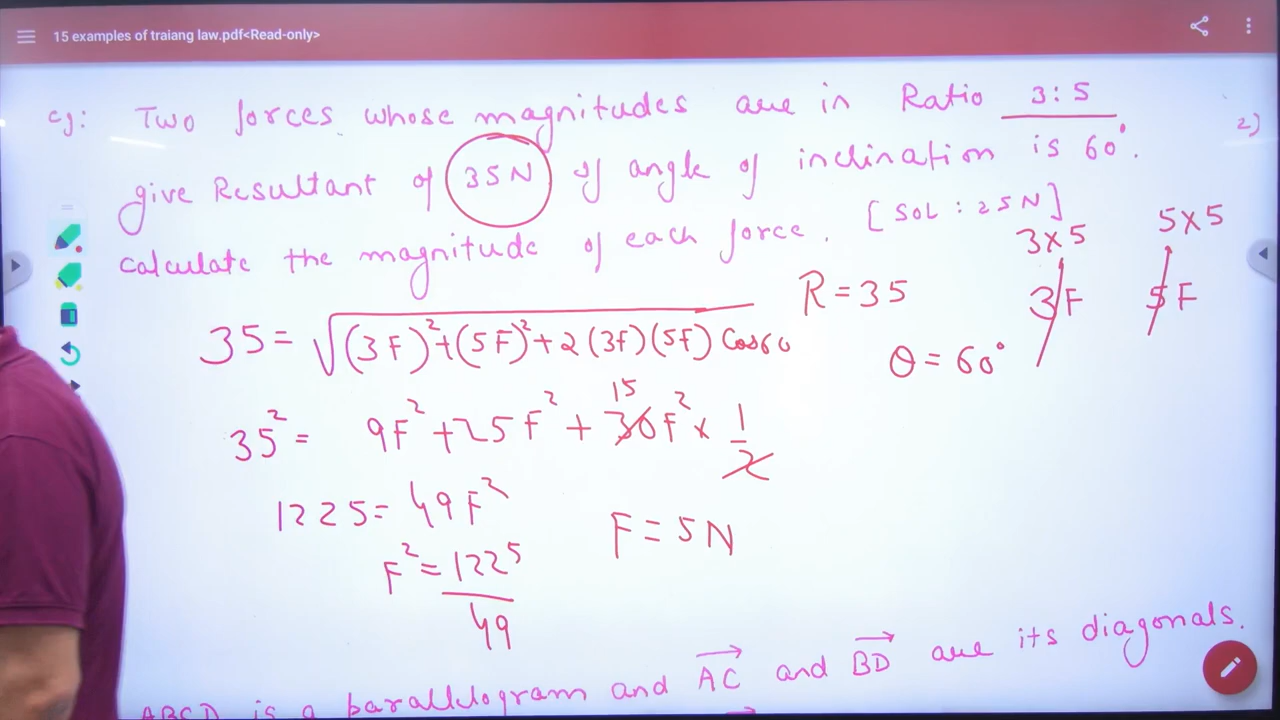 15 examples of traiang law.pdf<Read-only>
eg: Two forces whose magnitudes are in Ratio 3:5
give Resultant of 35N if angle of inclination is 60°.
calculate the magnitude of each force. [Sol : 25N]
2)
3×5 5×5
R = 35 3F 5F
35 = √(3F)²+(5F)²+2(3F)(5F) Cos60
θ = 60°
15
35² = 9F² + 25F² + 30F² × 1/2
1225 = 49F²
F = 5N
F² = 1225/49
ABCD is a parallelogram and AC and BD are its diagonals.